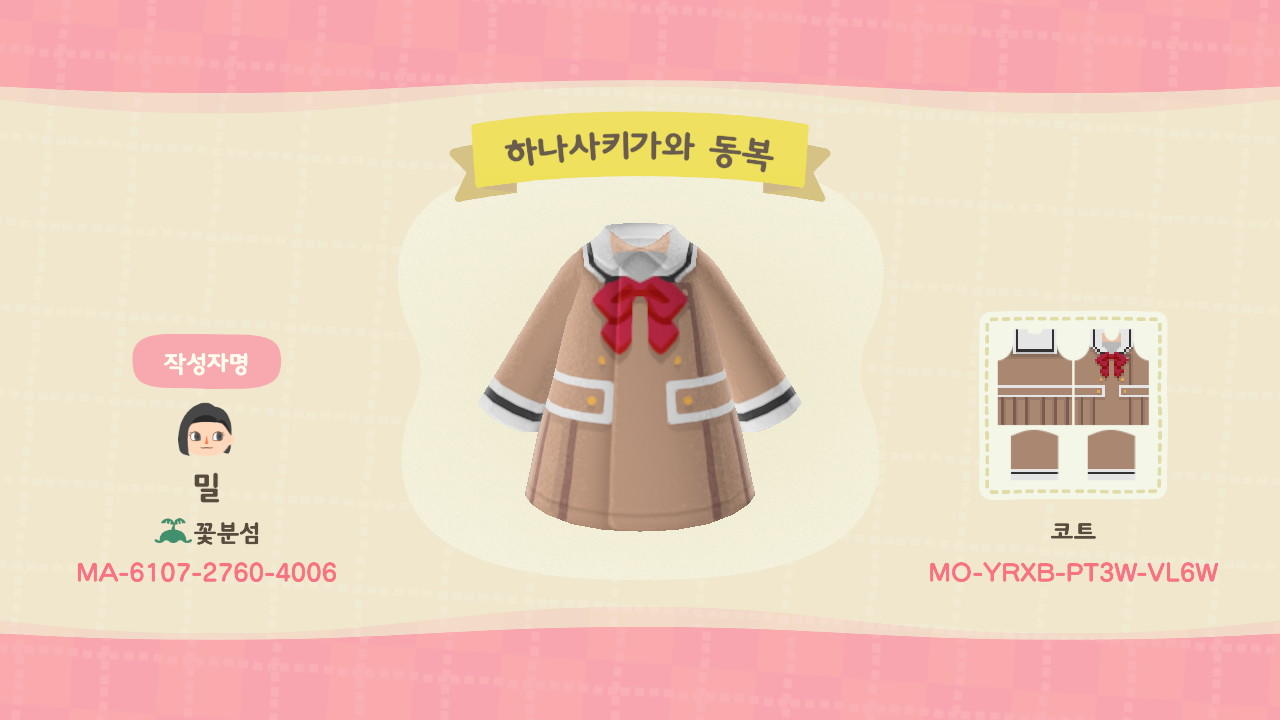 하나사키가와 동복
작성자명
밀
꽃분섬
MA-6107-2760-4006
코트
MO-YRXB-PT3W-VL6W